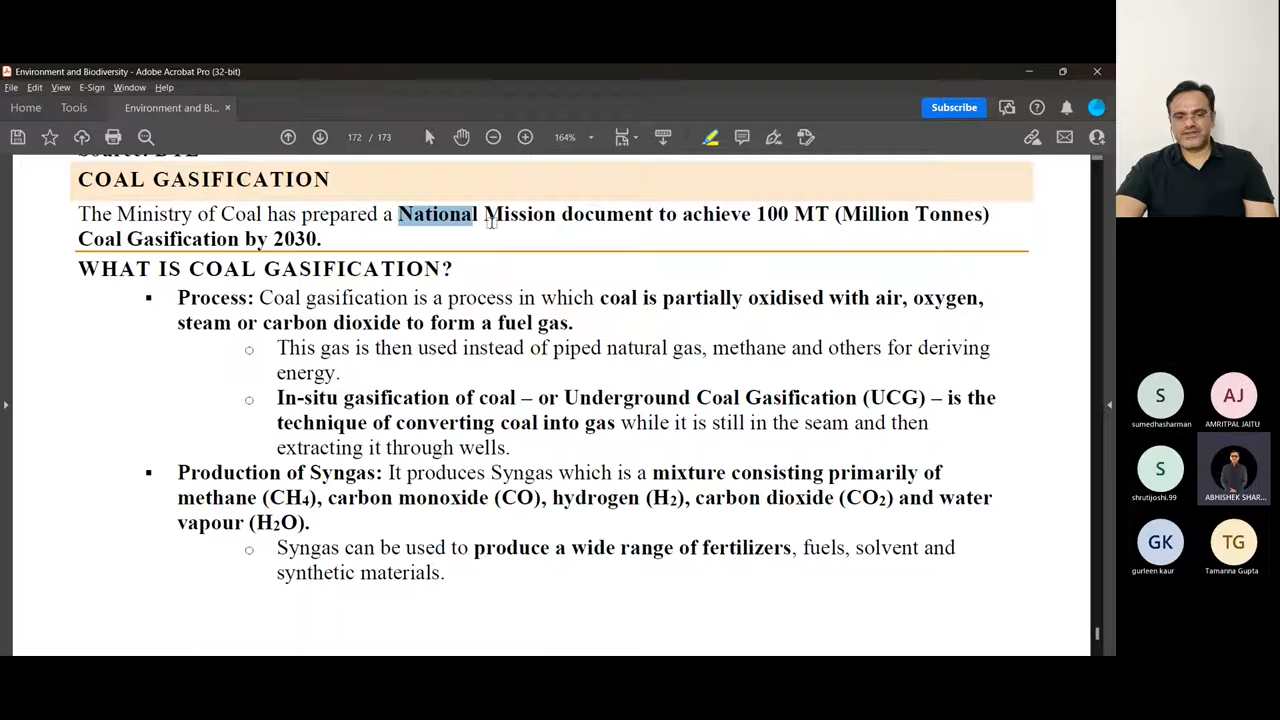 Environment and Biodiversity - Adobe Acrobat Pro (32-bit)
File Edit View E-Sign Window Help
Home Tools Environment and Bi... × Subscribe
172 / 173 164%
Source: DTE
COAL GASIFICATION
The Ministry of Coal has prepared a National Mission document to achieve 100 MT (Million Tonnes)
Coal Gasification by 2030.
WHAT IS COAL GASIFICATION?
▪ Process: Coal gasification is a process in which coal is partially oxidised with air, oxygen,
steam or carbon dioxide to form a fuel gas.
○ This gas is then used instead of piped natural gas, methane and others for deriving
energy.
○ In-situ gasification of coal – or Underground Coal Gasification (UCG) – is the
technique of converting coal into gas while it is still in the seam and then
extracting it through wells.
▪ Production of Syngas: It produces Syngas which is a mixture consisting primarily of
methane (CH₄), carbon monoxide (CO), hydrogen (H₂), carbon dioxide (CO₂) and water
vapour (H₂O).
○ Syngas can be used to produce a wide range of fertilizers, fuels, solvent and
synthetic materials.
S AJ
sumedhasharman AMRITPAL JAITU
S
shrutijoshi.99 ABHISHEK SHAR...
GK TG
gurleen kaur Tamanna Gupta